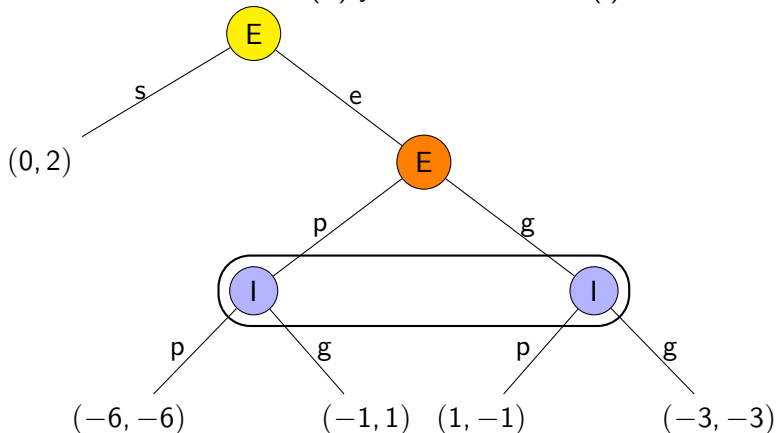 E
s
e
(0, 2)
E
p
g
I
I
p
g
p
g
(−6, −6)
(−1, 1)
(1, −1)
(−3, −3)